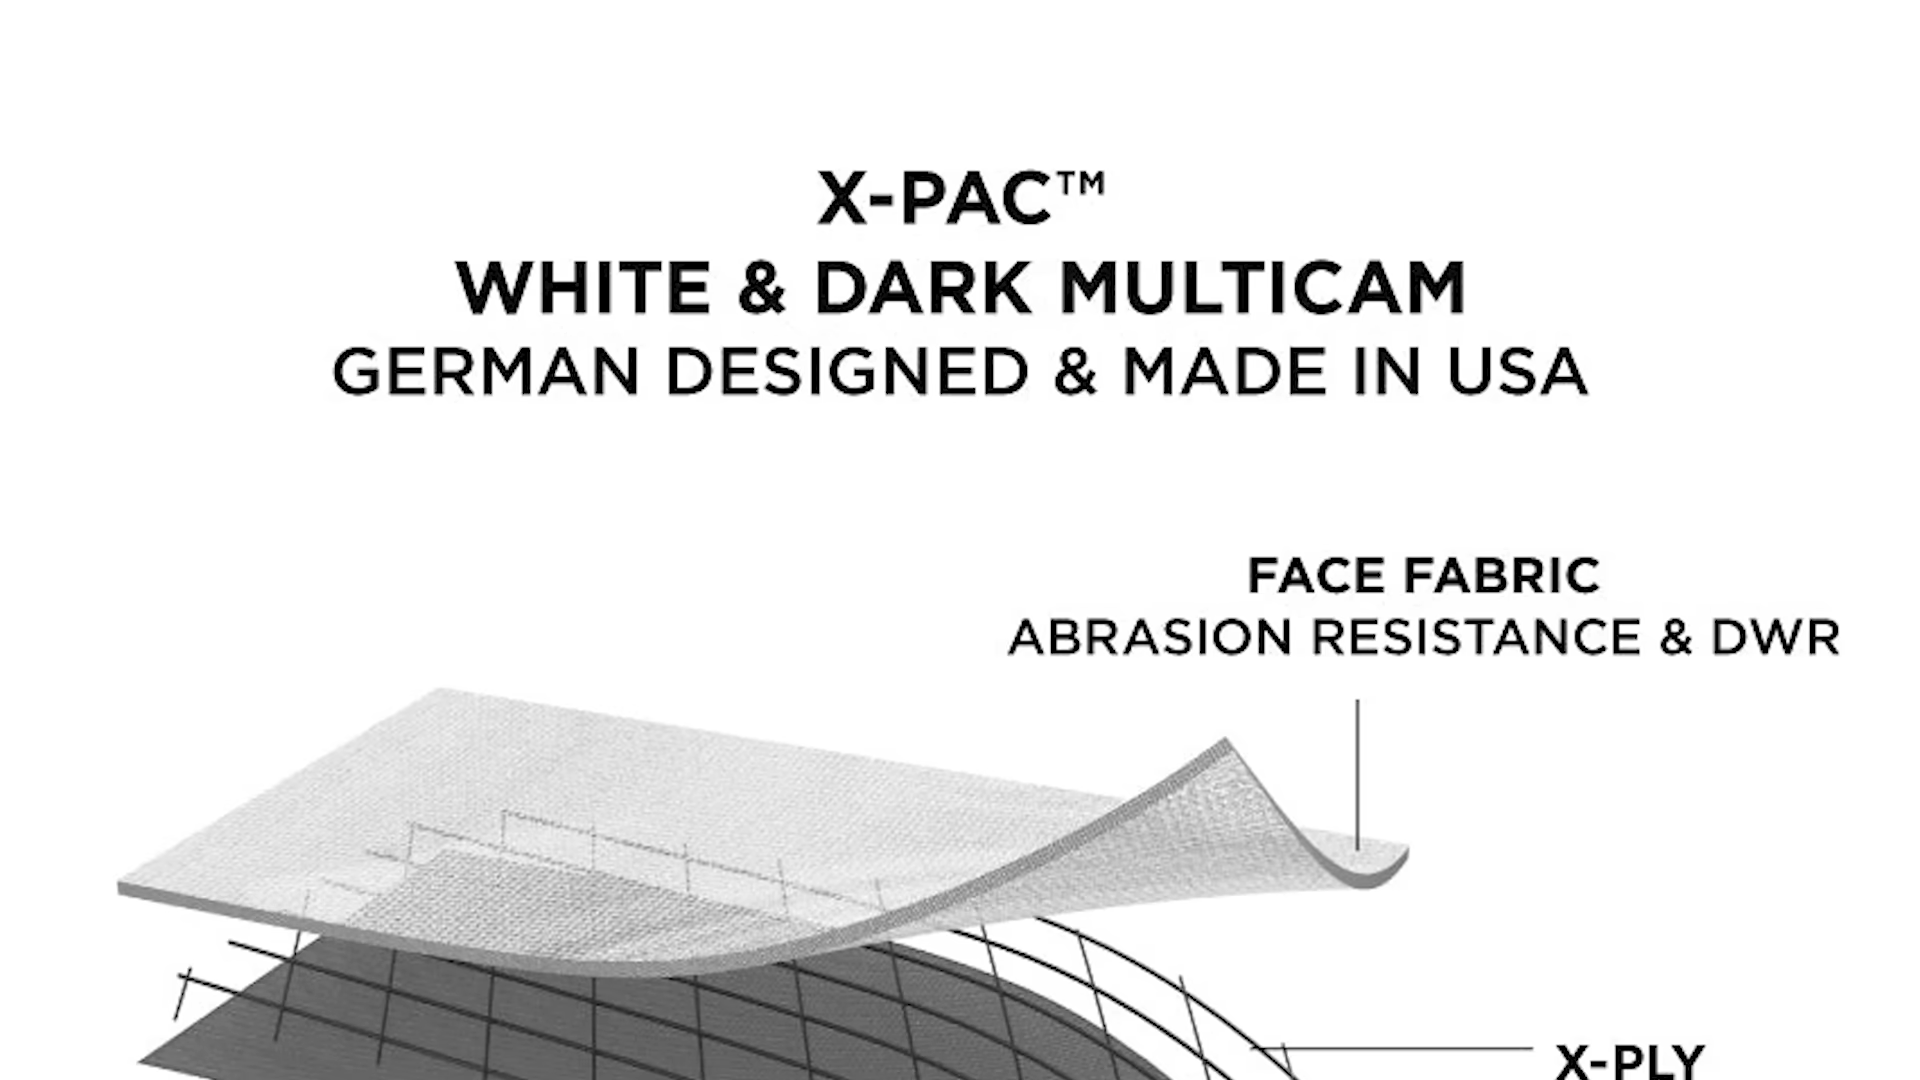 X-PAC™
WHITE & DARK MULTICAM
GERMAN DESIGNED & MADE IN USA
FACE FABRIC
ABRASION RESISTANCE & DWR
X-PLY